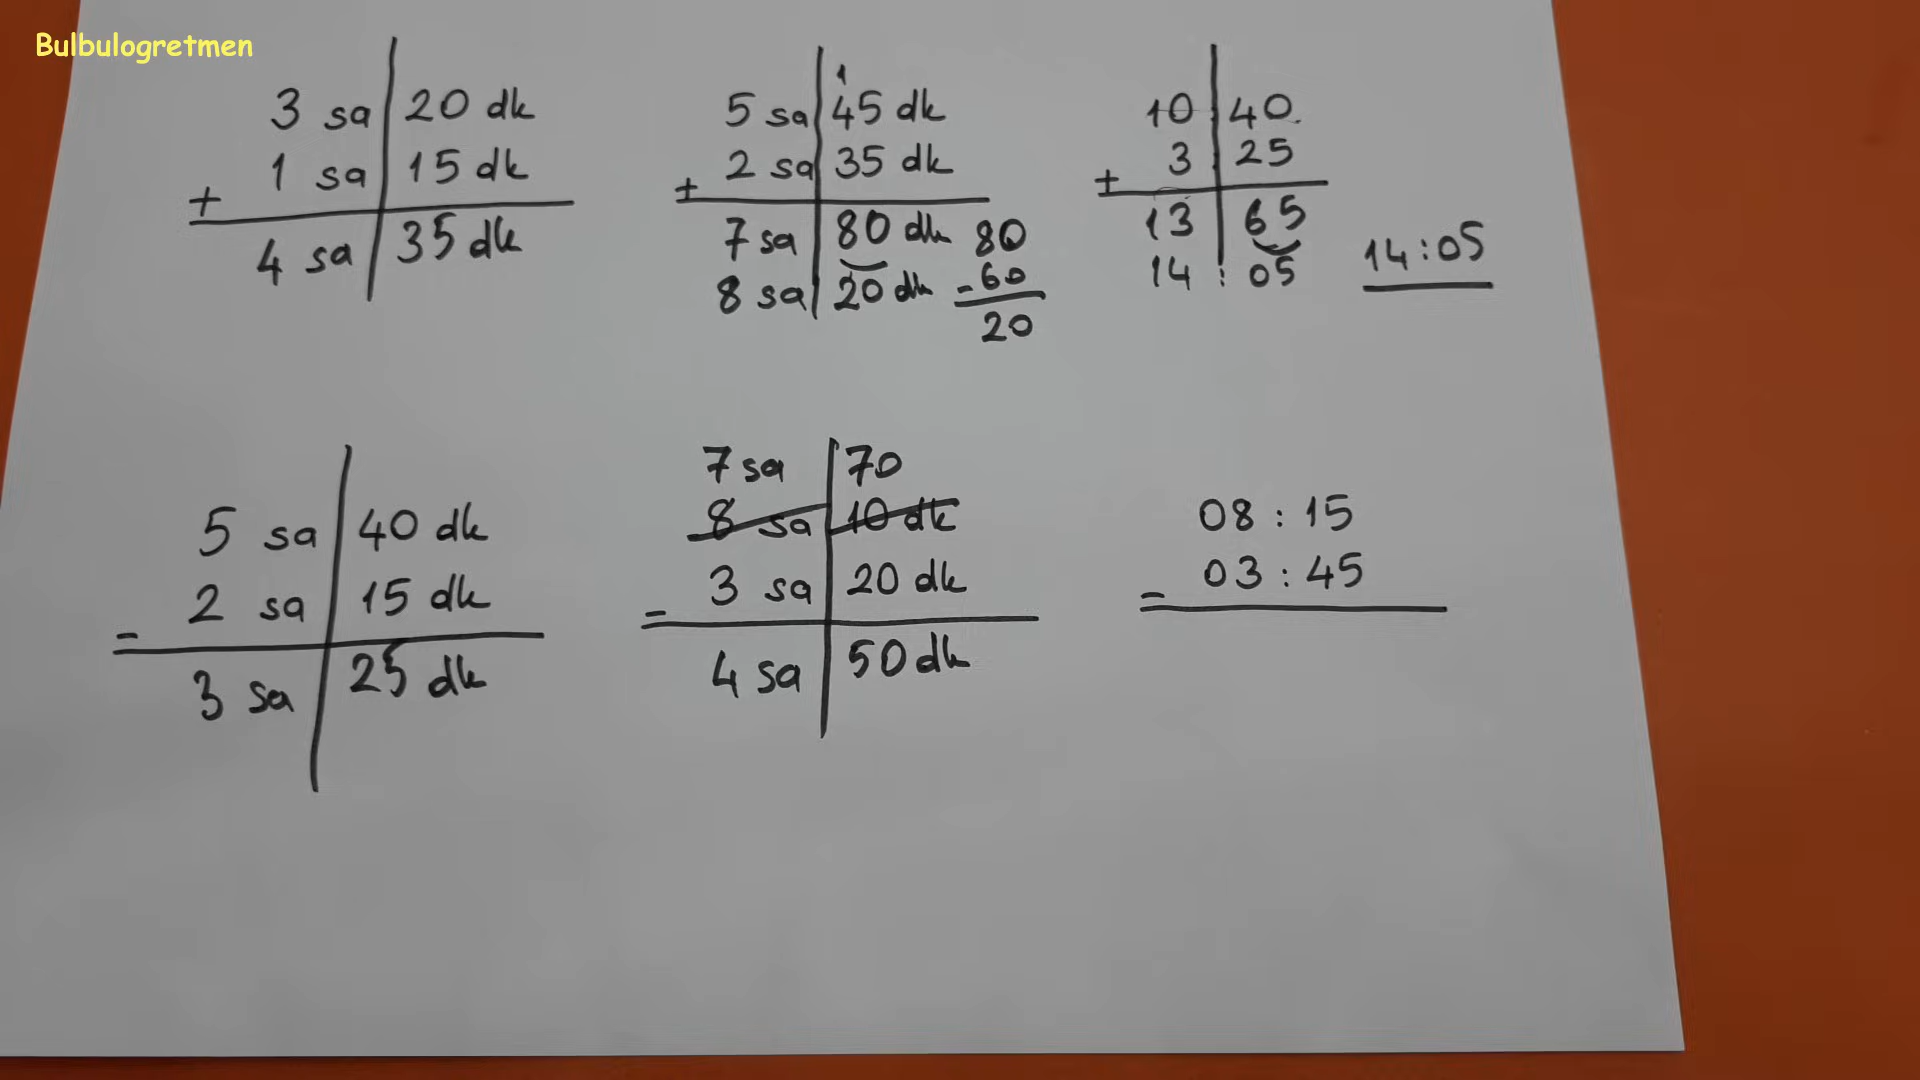 Bulbulogretmen
3 sa 20 dk
1 sa 15 dk
+
4 sa 35 dk
1
5 sa 45 dk
2 sa 35 dk
+
7 sa 80 dk
8 sa 20 dk
80
-60
20
10 : 40
3 : 25
+
13 65
14 : 05
14:05
5 sa 40 dk
2 sa 15 dk
-
3 sa 25 dk
7 sa 70
8 sa 10 dk
3 sa 20 dk
-
4 sa 50 dk
08 : 15
03 : 45
-